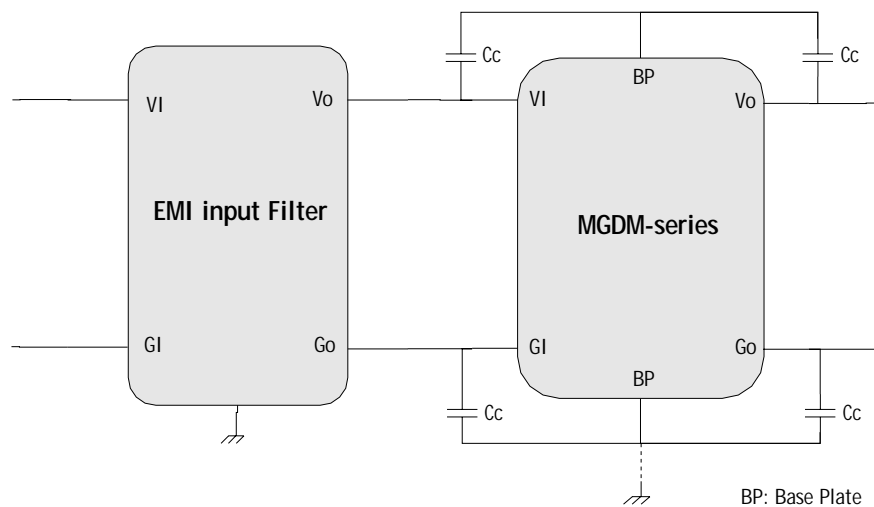 Cc
Cc
BP
VI
Vo
VI
Vo
EMI input Filter
MGDM-series
GI
Go
GI
Go
BP
Cc
Cc
BP: Base Plate